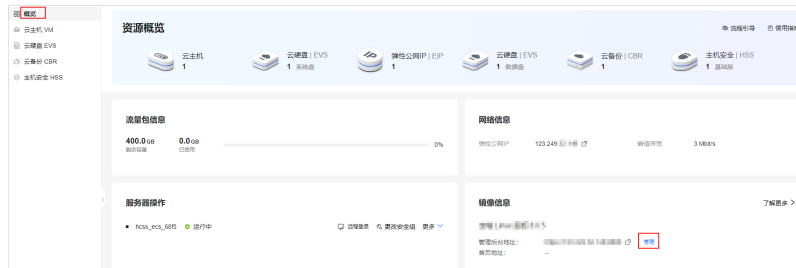 概览
云主机 VM
云硬盘 EVS
云备份 CBR
主机安全 HSS
资源概览
流程引导 使用指南
云主机 云硬盘 | EVS 弹性公网IP | EIP 云硬盘 | EVS 云备份 | CBR 主机安全 | HSS
1 1 系统盘 1 1 数据盘 1 1 基础版
流量包信息
400.0 GB 0.0 GB 0%
剩余容量 已使用
网络信息
弹性公网IP 123.249. 峰值带宽 3 Mbit/s
服务器操作
hcss_ecs_68f5 运行中 远程登录 更改安全组 更多
镜像信息 了解更多
管理后台地址: 管理
首页地址: --